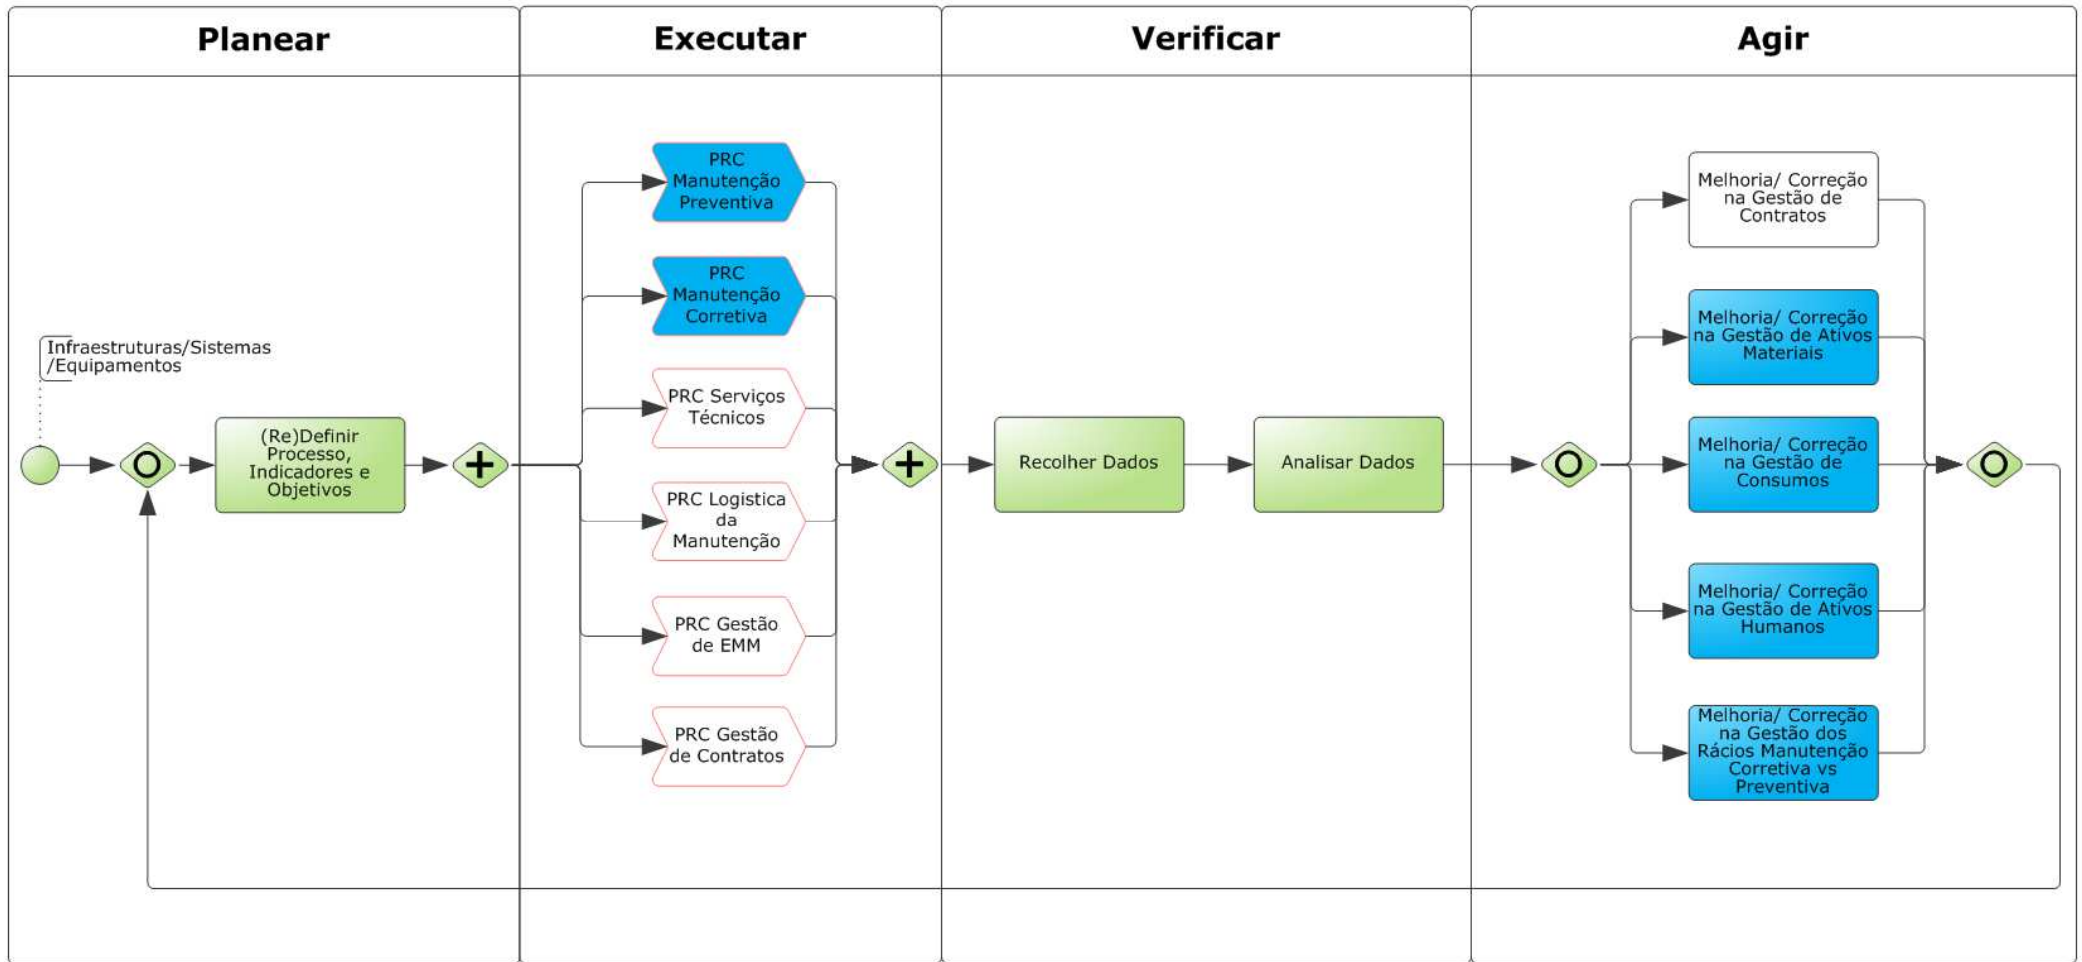 Planear
Executar
Verificar
Agir
Infraestruturas/Sistemas
/Equipamentos
(Re)Definir
Processo,
Indicadores e
Objetivos
PRC
Manutenção
Preventiva
PRC
Manutenção
Corretiva
PRC Serviços
Técnicos
PRC Logistica
da
Manutenção
PRC Gestão
de EMM
PRC Gestão
de Contratos
Recolher Dados
Analisar Dados
Melhoria/ Correção
na Gestão de
Contratos
Melhoria/ Correção
na Gestão de Ativos
Materiais
Melhoria/ Correção
na Gestão de
Consumos
Melhoria/ Correção
na Gestão de Ativos
Humanos
Melhoria/ Correção
na Gestão dos
Rácios Manutenção
Corretiva vs
Preventiva